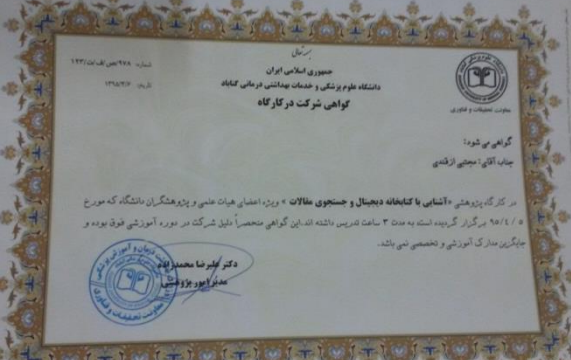 بسمه تعالی
جمهوری اسلامی ایران
دانشگاه علوم پزشکی و خدمات بهداشتی درمانی گناباد
گواهی شرکت در کارگاه
شماره:
تاریخ:
معاونت تحقیقات و فناوری
گواهی می شود:
جناب آقای: مجتبی ازقندی
در کارگاه پژوهشی «آشنایی با کتابخانه دیجیتال و جستجوی مقالات » ویژه اعضای هیات علمی و پژوهشگران دانشگاه که مورخ
۹۵/٤/۵ برگزار گردیده است به مدت ۳ ساعت تدریس داشته اند.این گواهی منحصراً دلیل شرکت در دوره آموزشی فوق بوده و
جایگزین مدارک آموزشی و تخصصی نمی باشد.
دکتر علیرضا محمدزاده
مدیر امور پژوهشی